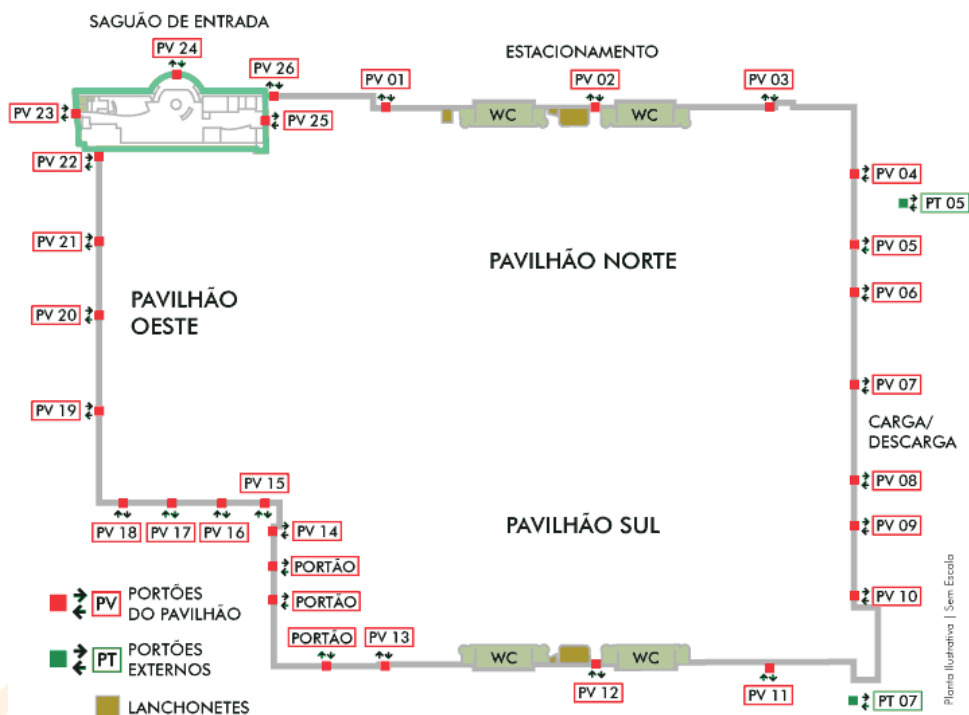 SAGUÃO DE ENTRADA
PV 24
PV 26
ESTACIONAMENTO
PV 01
PV 02
PV 03
PV 23
PV 25
WC
WC
PV 22
PV 04
PT 05
PV 21
PV 05
PAVILHÃO NORTE
PV 06
PAVILHÃO
OESTE
PV 20
PV 07
PV 19
CARGA/
DESCARGA
PV 15
PV 08
PV 18
PV 17
PV 16
PV 14
PAVILHÃO SUL
PV 09
PORTÃO
PORTÃO
PV 10
PORTÃO
PV 13
WC
WC
PV 12
PV 11
PT 07
PV
PORTÕES
DO PAVILHÃO
PT
PORTÕES
EXTERNOS
LANCHONETES
Planta Ilustrativa | Sem Escala